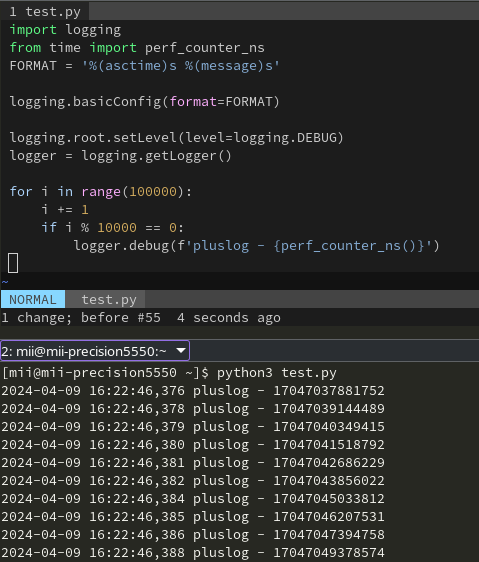 1 test.py
import logging
from time import perf_counter_ns
FORMAT = '%(asctime)s %(message)s'
logging.basicConfig(format=FORMAT)
logging.root.setLevel(level=logging.DEBUG)
logger = logging.getLogger()
for i in range(100000):
    i += 1
    if i % 10000 == 0:
        logger.debug(f'pluslog - {perf_counter_ns()}')
~
NORMAL test.py
1 change; before #55  4 seconds ago
2: mii@mii-precision5550:~
[mii@mii-precision5550 ~]$ python3 test.py
2024-04-09 16:22:46,376 pluslog - 17047037881752
2024-04-09 16:22:46,378 pluslog - 17047039144489
2024-04-09 16:22:46,379 pluslog - 17047040349415
2024-04-09 16:22:46,380 pluslog - 17047041518792
2024-04-09 16:22:46,381 pluslog - 17047042686229
2024-04-09 16:22:46,382 pluslog - 17047043856022
2024-04-09 16:22:46,384 pluslog - 17047045033812
2024-04-09 16:22:46,385 pluslog - 17047046207531
2024-04-09 16:22:46,386 pluslog - 17047047394758
2024-04-09 16:22:46,388 pluslog - 17047049378574